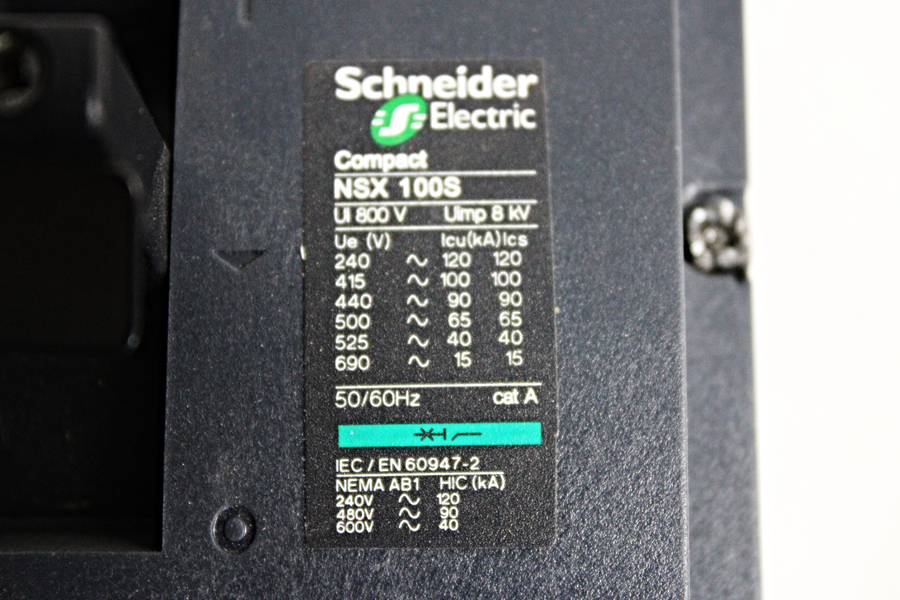 Schneider
Electric
Compact
NSX 100S
Ui 800 V Uimp 8 kV
Ue (V) Icu(kA)Ics
240 ~ 120 120
415 ~ 100 100
440 ~ 90 90
500 ~ 65 65
525 ~ 40 40
690 ~ 15 15
50/60Hz cat A
IEC / EN 60947-2
NEMA AB1 HIC (kA)
240V ~ 120
480V ~ 90
600V ~ 40